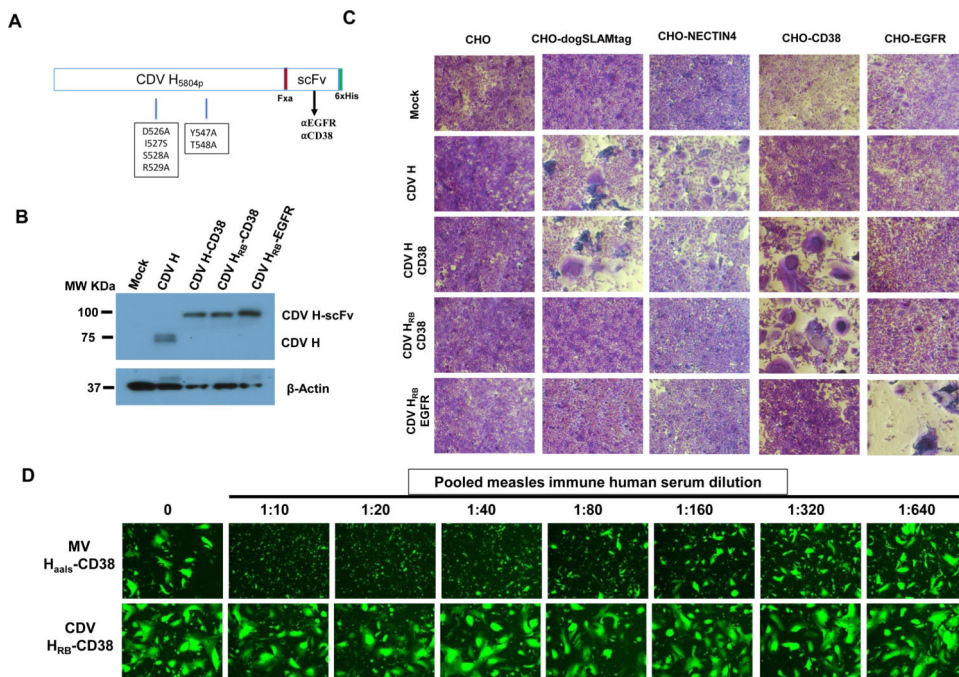 A
CDV H5804p
scFv
Fxa
6xHis
αEGFR
αCD38
D526A
I527S
S528A
R529A
Y547A
T548A
B
Mock
CDV H
CDV H-CD38
CDV HRB-CD38
CDV HRB-EGFR
MW KDa
100
75
37
CDV H-scFv
CDV H
β-Actin
C
CHO
CHO-dogSLAMtag
CHO-NECTIN4
CHO-CD38
CHO-EGFR
Mock
CDV H
CDV H
CD38
CDV HRB
CD38
CDV HRB
EGFR
D
Pooled measles immune human serum dilution
0
1:10
1:20
1:40
1:80
1:160
1:320
1:640
MV
Haals-CD38
CDV
HRB-CD38